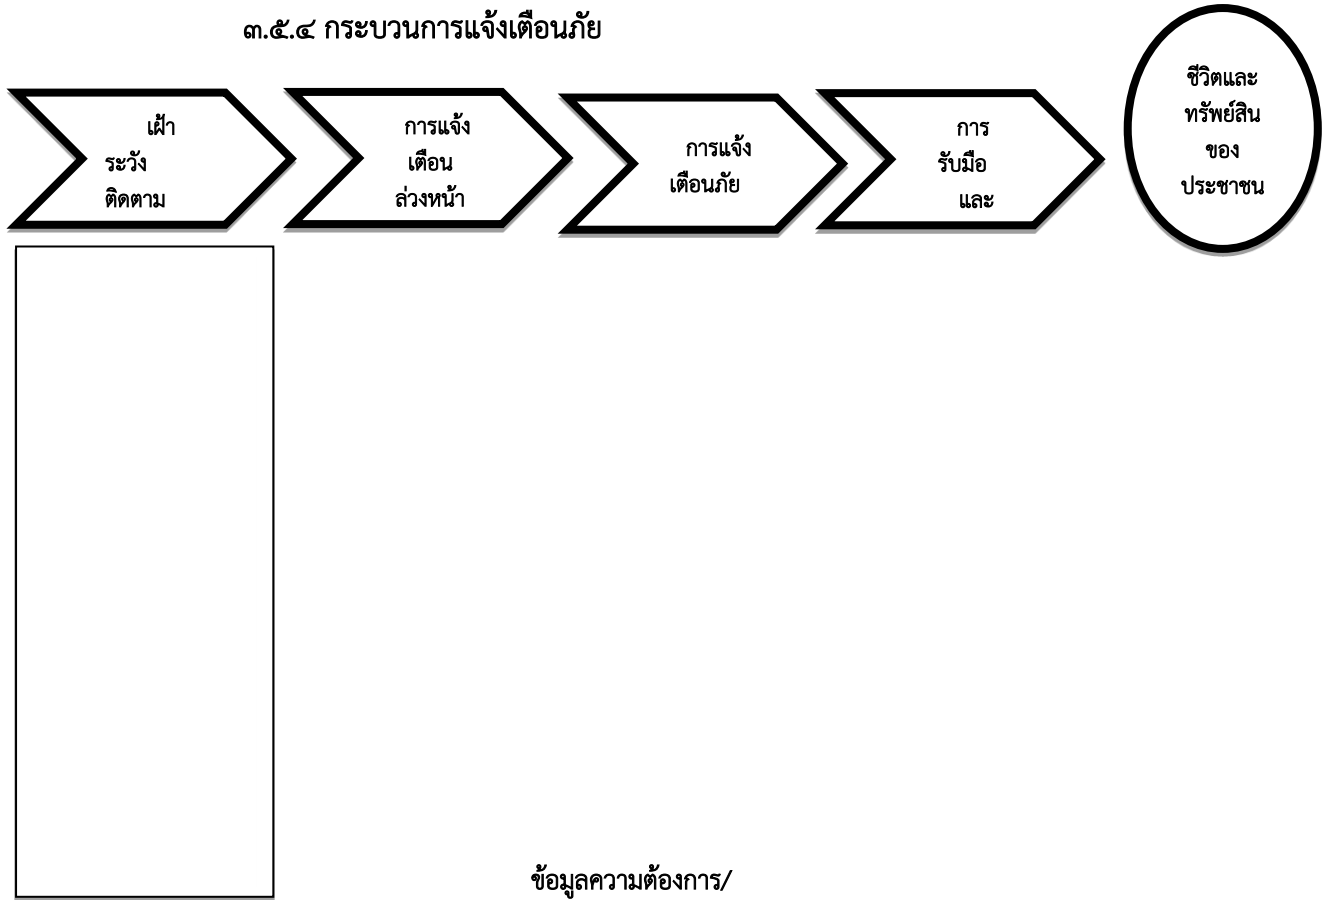 ๓.๕.๔ กระบวนการแจ้งเตือนภัย
เฝ้า
ระวัง
ติดตาม
การแจ้ง
เตือน
ล่วงหน้า
การแจ้ง
เตือนภัย
การ
รับมือ
และ
ชีวิตและ
ทรัพย์สิน
ของ
ประชาชน
ข้อมูลความต้องการ/